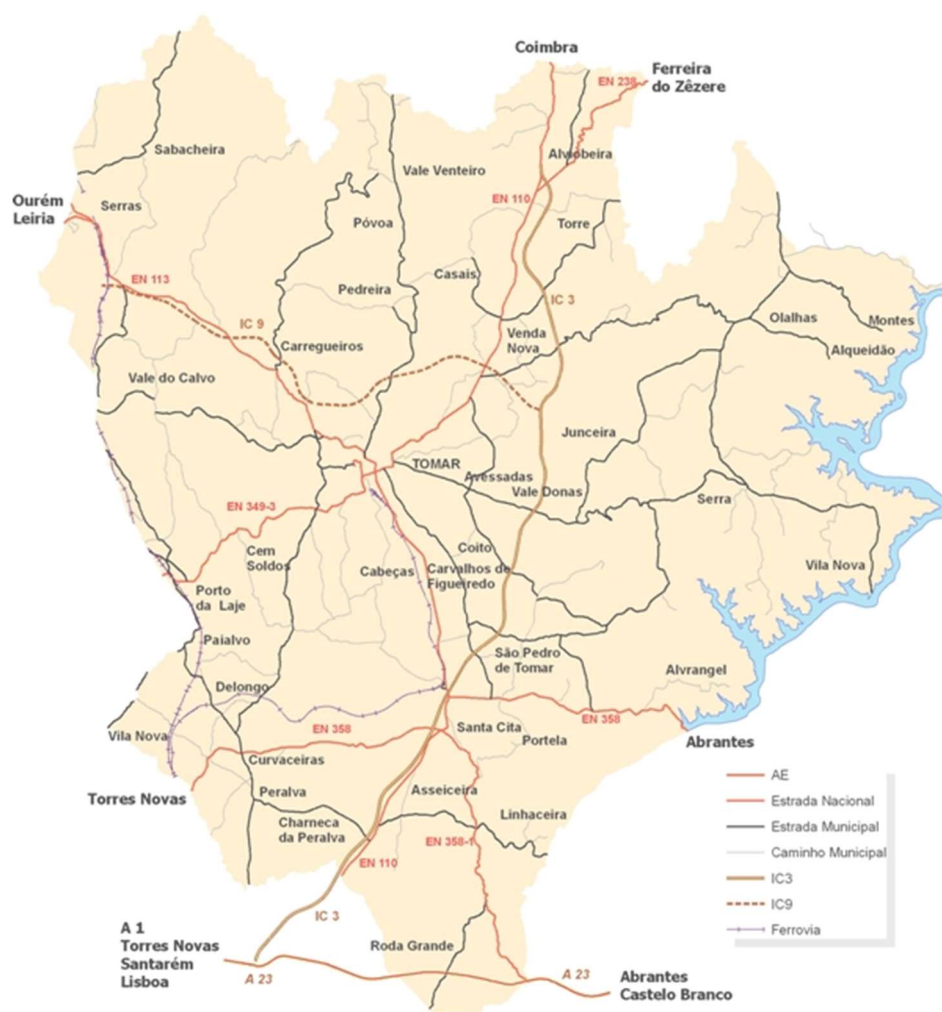 Coimbra
Ferreira
do Zêzere
EN 238
Sabacheira
Alviobeira
Vale Venteiro
Ourém
Leiria
Serras
EN 110
Póvoa
Torre
Casais
EN 113
Pedreira
IC 3
IC 9
Olalhas
Montes
Venda
Nova
Carregueiros
Alqueidão
Vale do Calvo
Junceira
TOMAR
Avessadas
Vale Donas
Serra
EN 349-3
Coito
Cem
Soldos
Cabeças
Carvalhos de
Figueiredo
Vila Nova
Porto
da Laje
Paialvo
São Pedro
de Tomar
Alvrangel
Delongo
EN 358
EN 358
Santa Cita
Vila Nova
Portela
Abrantes
Curvaceiras
AE
Torres Novas
Peralva
Asseiceira
Estrada Nacional
Linhaceira
Charneca
da Peralva
Estrada Municipal
EN 358-1
Caminho Municipal
EN 110
IC3
IC 3
IC9
A 1
Torres Novas
Santarém
Lisboa
Ferrovia
Roda Grande
A 23
A 23
Abrantes
Castelo Branco